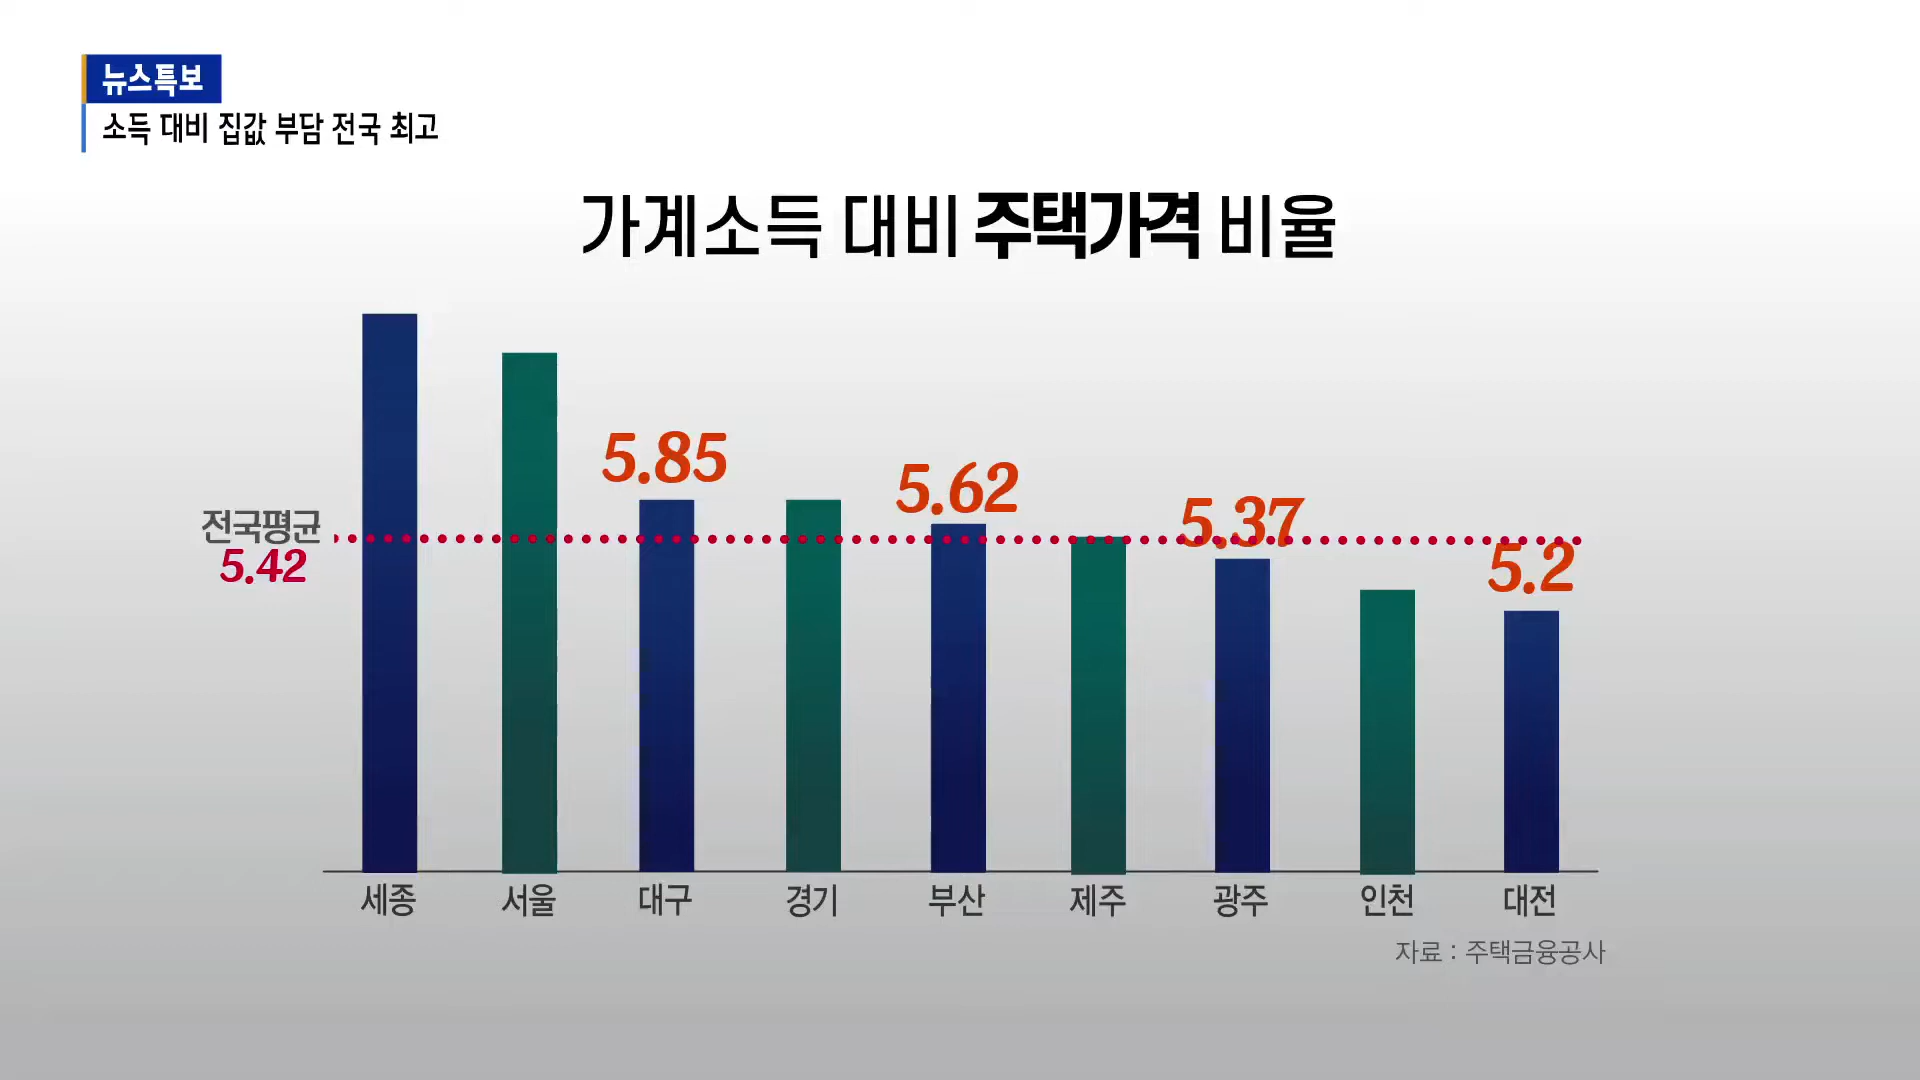 뉴스특보
소득 대비 집값 부담 전국 최고
가계소득 대비 주택가격 비율
5.85
5.62
5.37
5.2
전국평균
5.42
세종 서울 대구 경기 부산 제주 광주 인천 대전
자료 : 주택금융공사